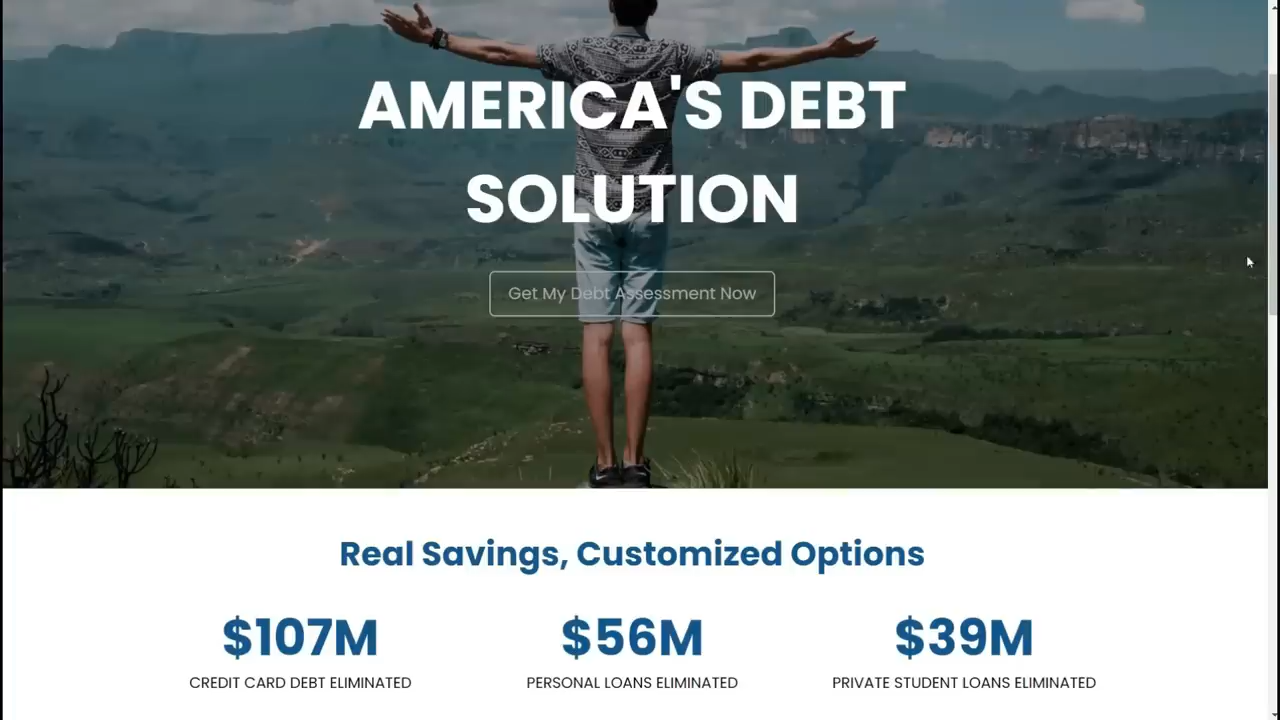 AMERICA'S DEBT
SOLUTION
Get My Debt Assessment Now
Real Savings, Customized Options
$107M $56M $39M
CREDIT CARD DEBT ELIMINATED PERSONAL LOANS ELIMINATED PRIVATE STUDENT LOANS ELIMINATED